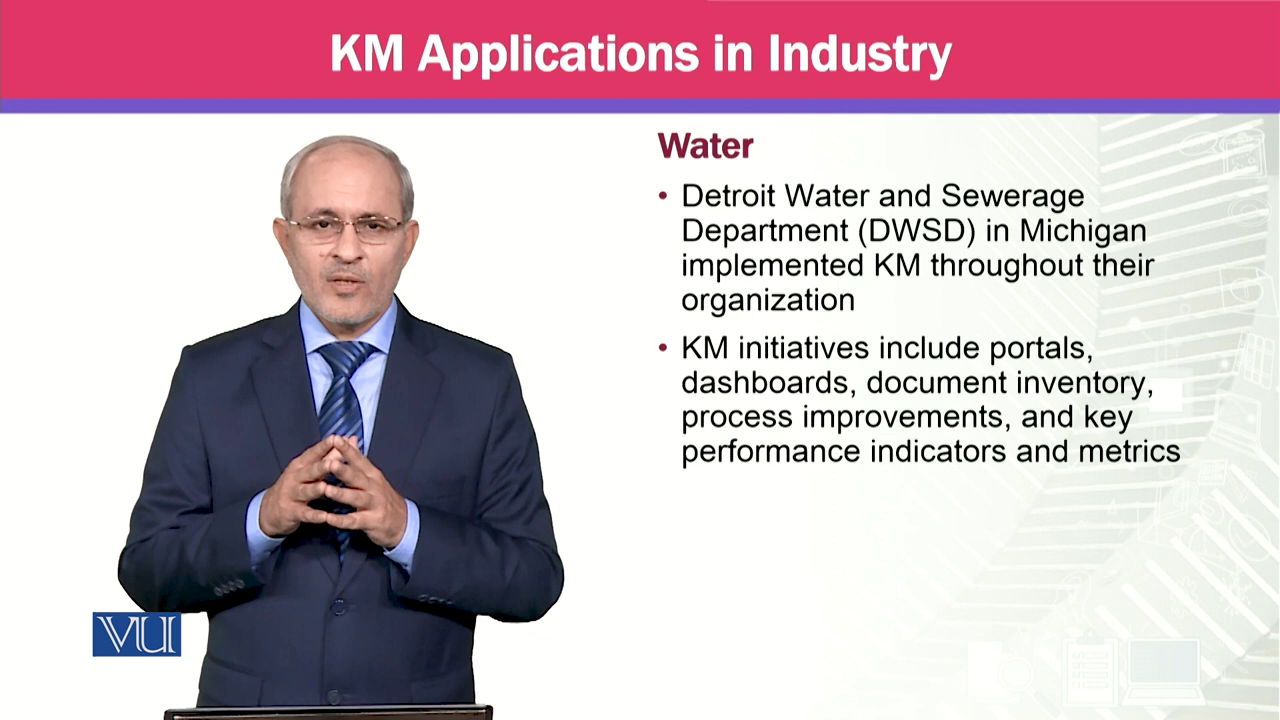 KM Applications in Industry
Water
• Detroit Water and Sewerage
Department (DWSD) in Michigan
implemented KM throughout their
organization
• KM initiatives include portals,
dashboards, document inventory,
process improvements, and key
performance indicators and metrics
VU